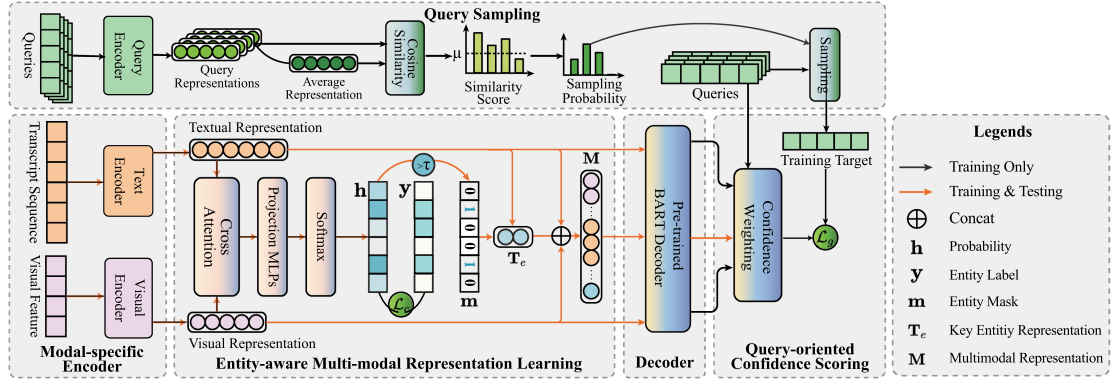 Query Sampling
Queries
Query
Encoder
Query
Representations
Average
Representation
Cosine
Similarity
μ
Similarity
Score
Sampling
Probability
Queries
Sampling
Training Target
Transcript Sequence
Text
Encoder
Visual Feature
Visual
Encoder
Modal-specific
Encoder
Textual Representation
Cross
Attention
Projection MLPs
Softmax
h
y
>τ
0
1
0
0
1
0
m
ℒe
Tₑ
M
Visual Representation
Entity-aware Multi-modal Representation Learning
Pre-trained
BART Decoder
Decoder
Confidence
Weighting
ℒg
Query-oriented
Confidence Scoring
Legends
Training Only
Training & Testing
Concat
h Probability
y Entity Label
m Entity Mask
Tₑ Key Entitiy Representation
M Multimodal Representation